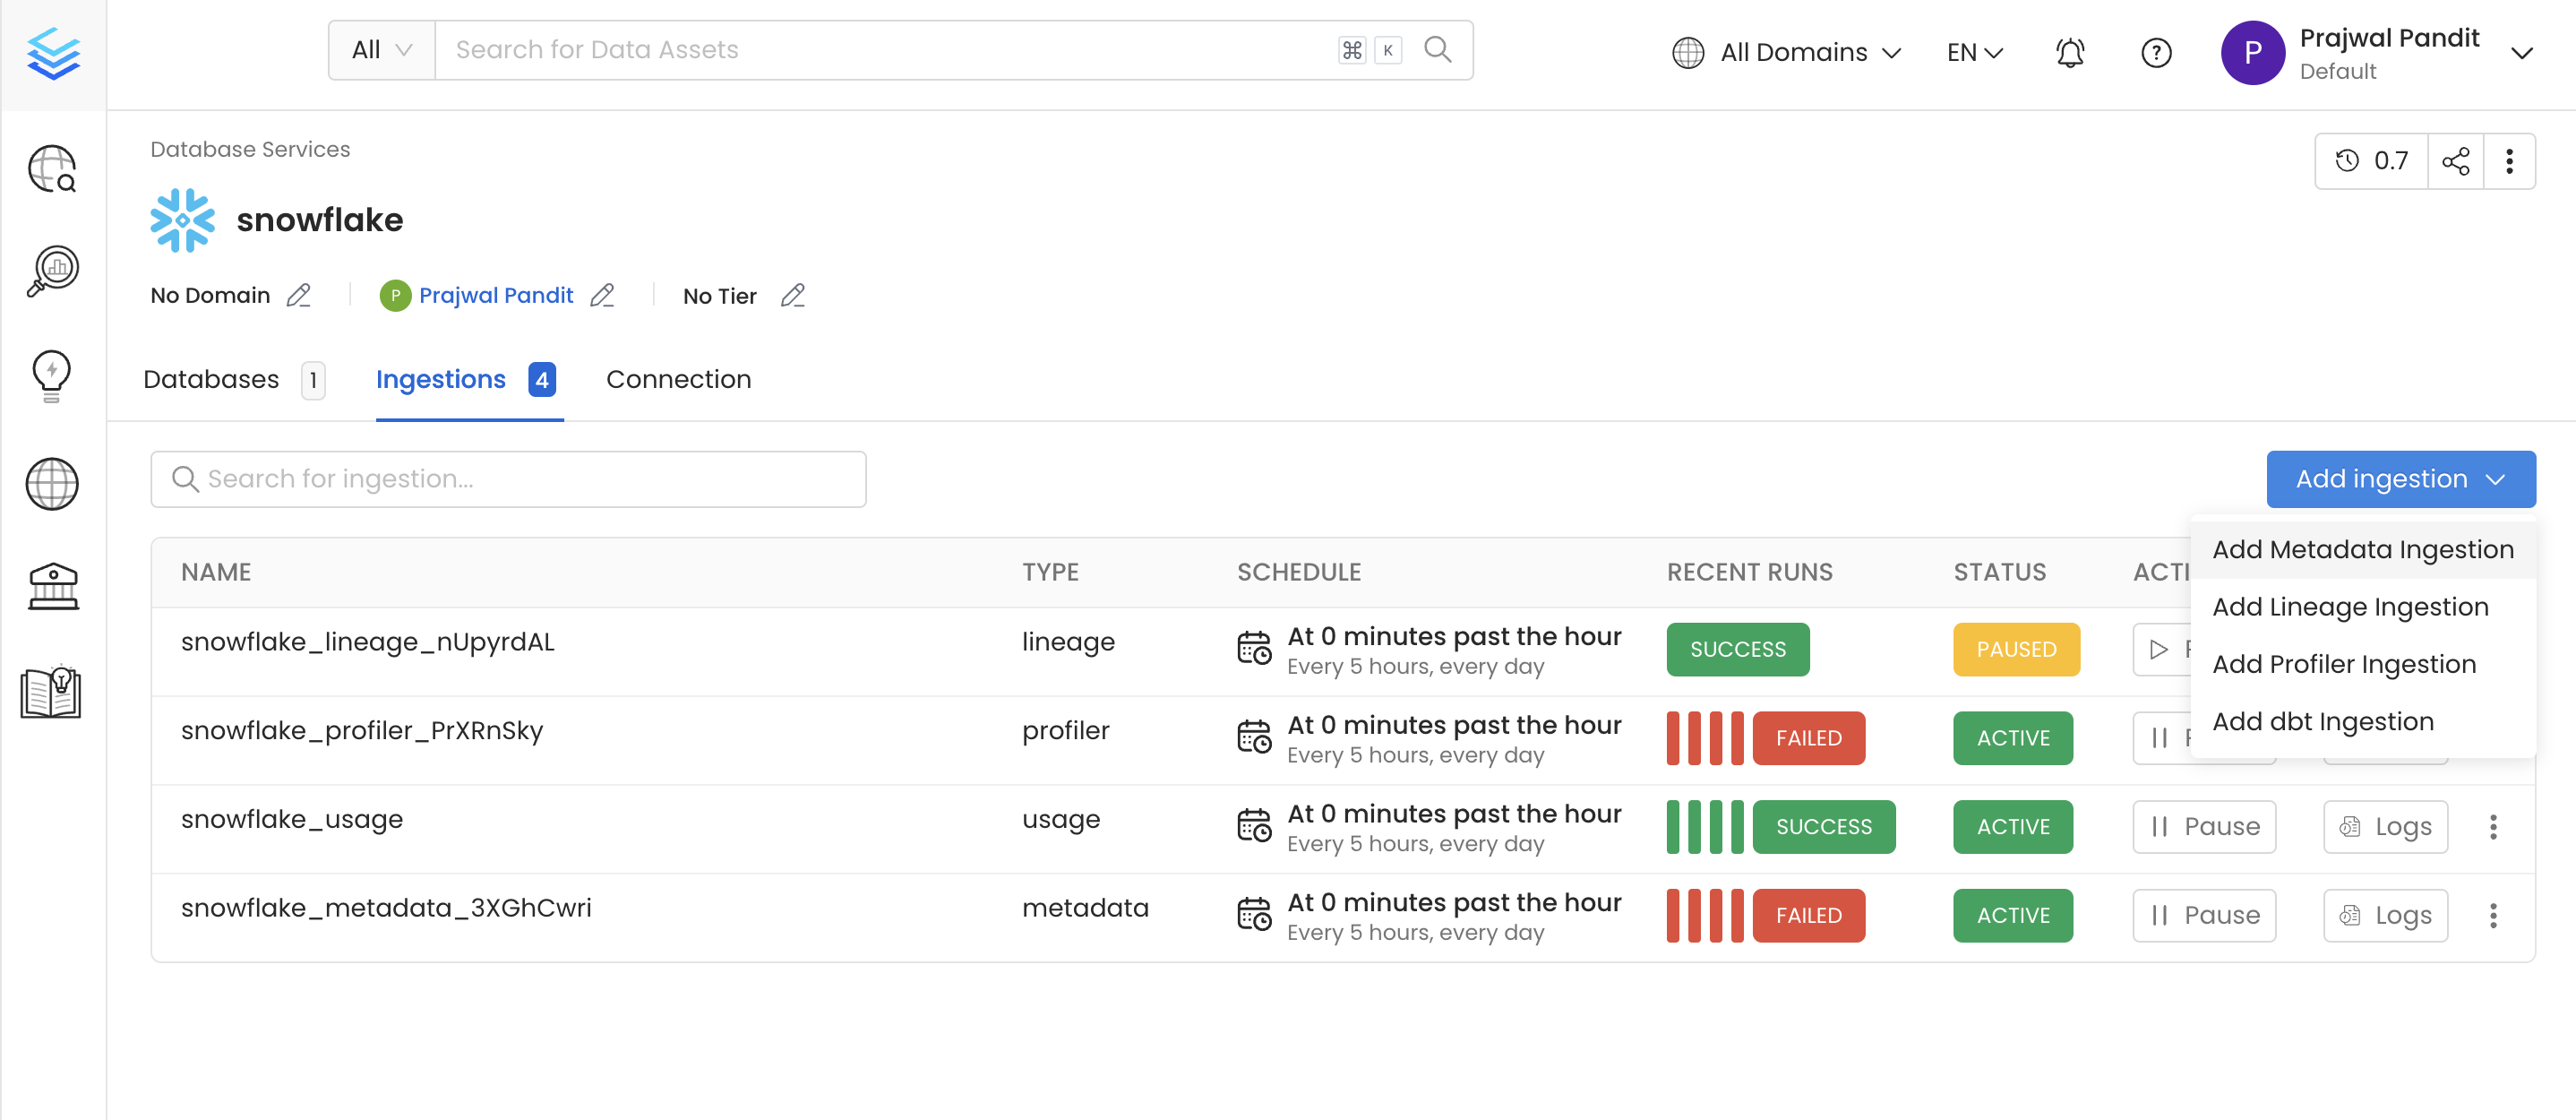 All
Search for Data Assets
⌘ K
All Domains
EN
P
Prajwal Pandit
Default
Database Services
0.7
snowflake
No Domain
P Prajwal Pandit
No Tier
Databases 1
Ingestions 4
Connection
Search for ingestion...
Add ingestion
Add Metadata Ingestion
Add Lineage Ingestion
Add Profiler Ingestion
Add dbt Ingestion
NAME TYPE SCHEDULE RECENT RUNS STATUS ACTI
snowflake_lineage_nUpyrdAL lineage At 0 minutes past the hour SUCCESS PAUSED
Every 5 hours, every day
snowflake_profiler_PrXRnSky profiler At 0 minutes past the hour FAILED ACTIVE
Every 5 hours, every day
snowflake_usage usage At 0 minutes past the hour SUCCESS ACTIVE Pause Logs
Every 5 hours, every day
snowflake_metadata_3XGhCwri metadata At 0 minutes past the hour FAILED ACTIVE Pause Logs
Every 5 hours, every day